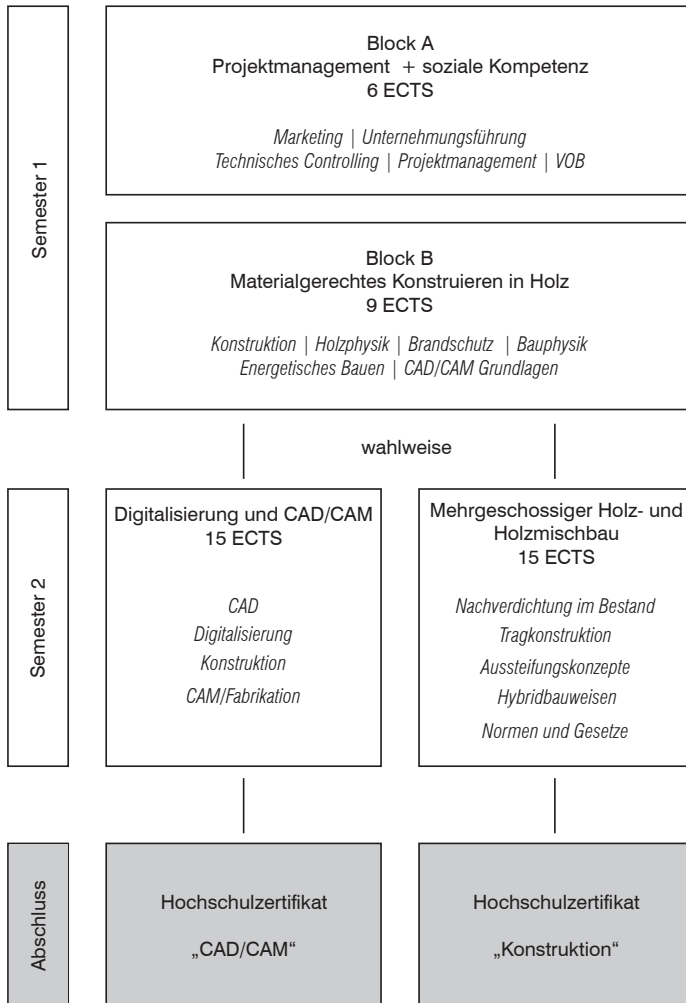 Semester 1
Block A
Projektmanagement + soziale Kompetenz
6 ECTS
Marketing | Unternehmungsführung
Technisches Controlling | Projektmanagement | VOB
Block B
Materialgerechtes Konstruieren in Holz
9 ECTS
Konstruktion | Holzphysik | Brandschutz | Bauphysik
Energetisches Bauen | CAD/CAM Grundlagen
wahlweise
Semester 2
Digitalisierung und CAD/CAM
15 ECTS
CAD
Digitalisierung
Konstruktion
CAM/Fabrikation
Mehrgeschossiger Holz- und
Holzmischbau
15 ECTS
Nachverdichtung im Bestand
Tragkonstruktion
Aussteifungskonzepte
Hybridbauweisen
Normen und Gesetze
Abschluss
Hochschulzertifikat
„CAD/CAM“
Hochschulzertifikat
„Konstruktion“